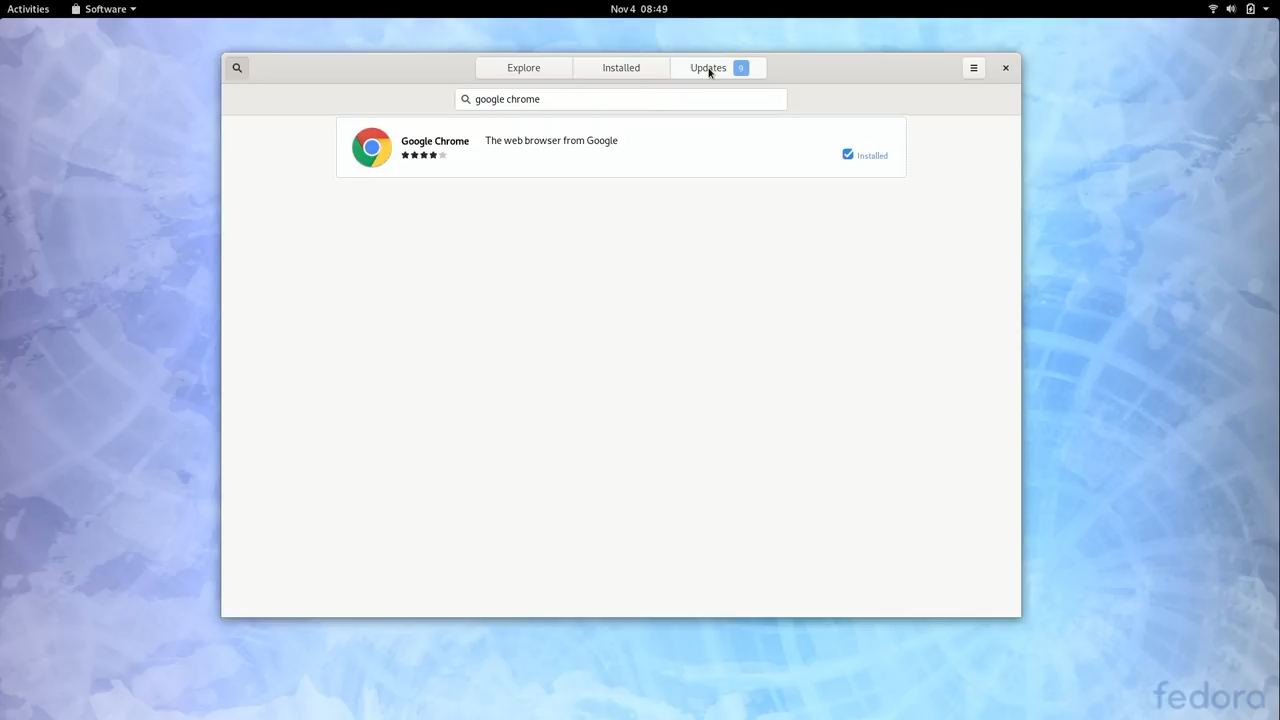 Activities
Software
Nov 4 08:49
Explore
Installed
Updates 9
google chrome
Google Chrome The web browser from Google
Installed
fedora